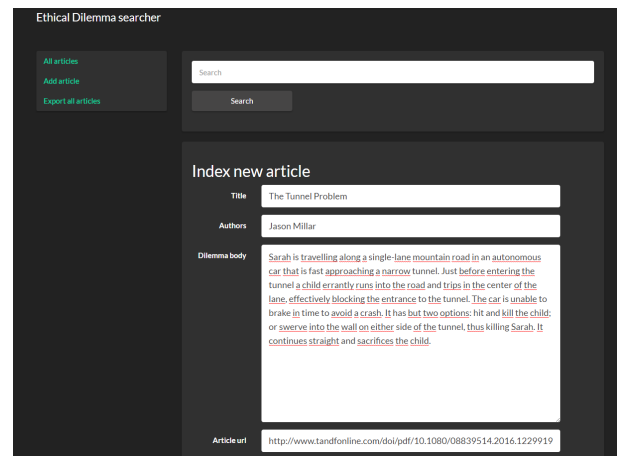 Ethical Dilemma searcher
All articles
Add article
Export all articles
Search
Search
Index new article
Title
The Tunnel Problem
Authors
Jason Millar
Dilemma body
Sarah is travelling along a single-lane mountain road in an autonomous
car that is fast approaching a narrow tunnel. Just before entering the
tunnel a child errantly runs into the road and trips in the center of the
lane, effectively blocking the entrance to the tunnel. The car is unable to
brake in time to avoid a crash. It has but two options: hit and kill the child;
or swerve into the wall on either side of the tunnel, thus killing Sarah. It
continues straight and sacrifices the child.
Article url
http://www.tandfonline.com/doi/pdf/10.1080/08839514.2016.1229919